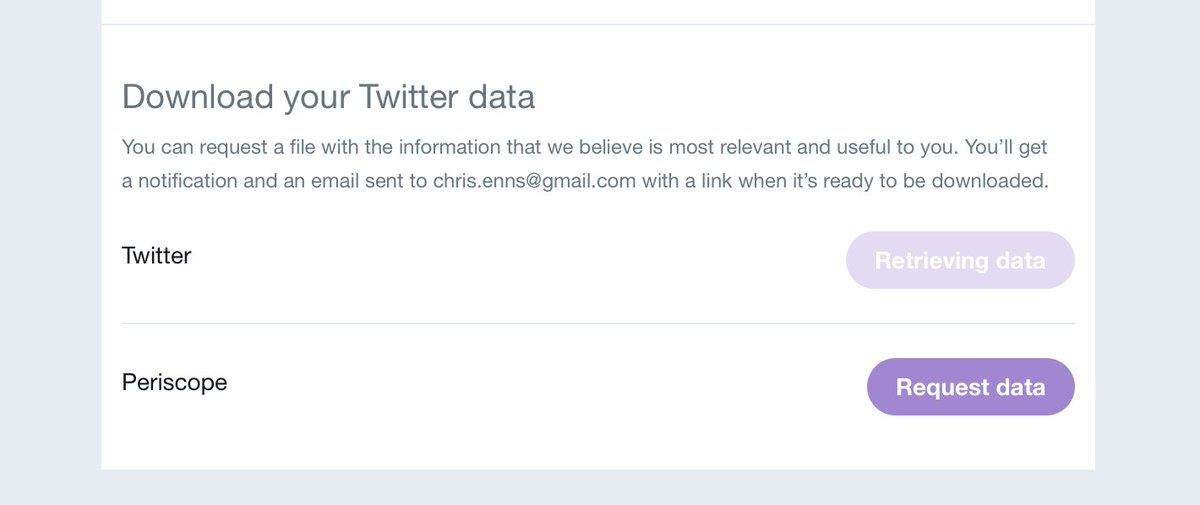 Download your Twitter data
You can request a file with the information that we believe is most relevant and useful to you. You’ll get
a notification and an email sent to chris.enns@gmail.com with a link when it’s ready to be downloaded.
Twitter
Retrieving data
Periscope
Request data